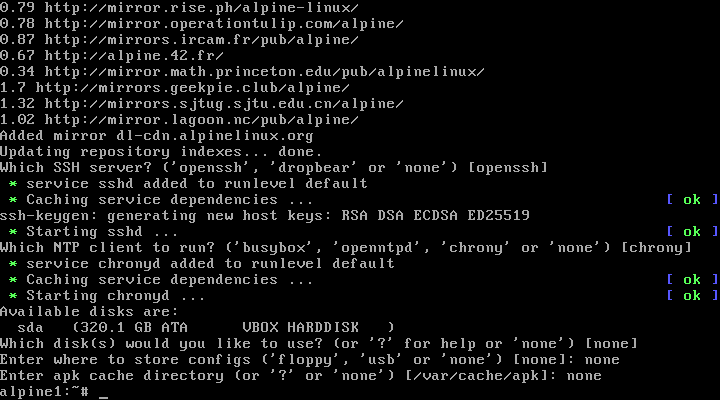 0.79 http://mirror.rise.ph/alpine-linux/
0.78 http://mirror.operationtulip.com/alpine/
0.87 http://mirrors.ircam.fr/pub/alpine/
0.67 http://alpine.42.fr/
0.34 http://mirror.math.princeton.edu/pub/alpinelinux/
1.7 http://mirrors.geekpie.club/alpine/
1.32 http://mirrors.sjtug.sjtu.edu.cn/alpine/
1.02 http://mirror.lagoon.nc/pub/alpine/
Added mirror dl-cdn.alpinelinux.org
Updating repository indexes... done.
Which SSH server? ('openssh', 'dropbear' or 'none') [openssh]
 * service sshd added to runlevel default
 * Caching service dependencies ... [ ok ]
ssh-keygen: generating new host keys: RSA DSA ECDSA ED25519
 * Starting sshd ... [ ok ]
Which NTP client to run? ('busybox', 'openntpd', 'chrony' or 'none') [chrony]
 * service chronyd added to runlevel default
 * Caching service dependencies ... [ ok ]
 * Starting chronyd ... [ ok ]
Available disks are:
  sda   (320.1 GB ATA      VBOX HARDDISK   )
Which disk(s) would you like to use? (or '?' for help or 'none') [none]
Enter where to store configs ('floppy', 'usb' or 'none') [none]: none
Enter apk cache directory (or '?' or 'none') [/var/cache/apk]: none
alpine1:~# _